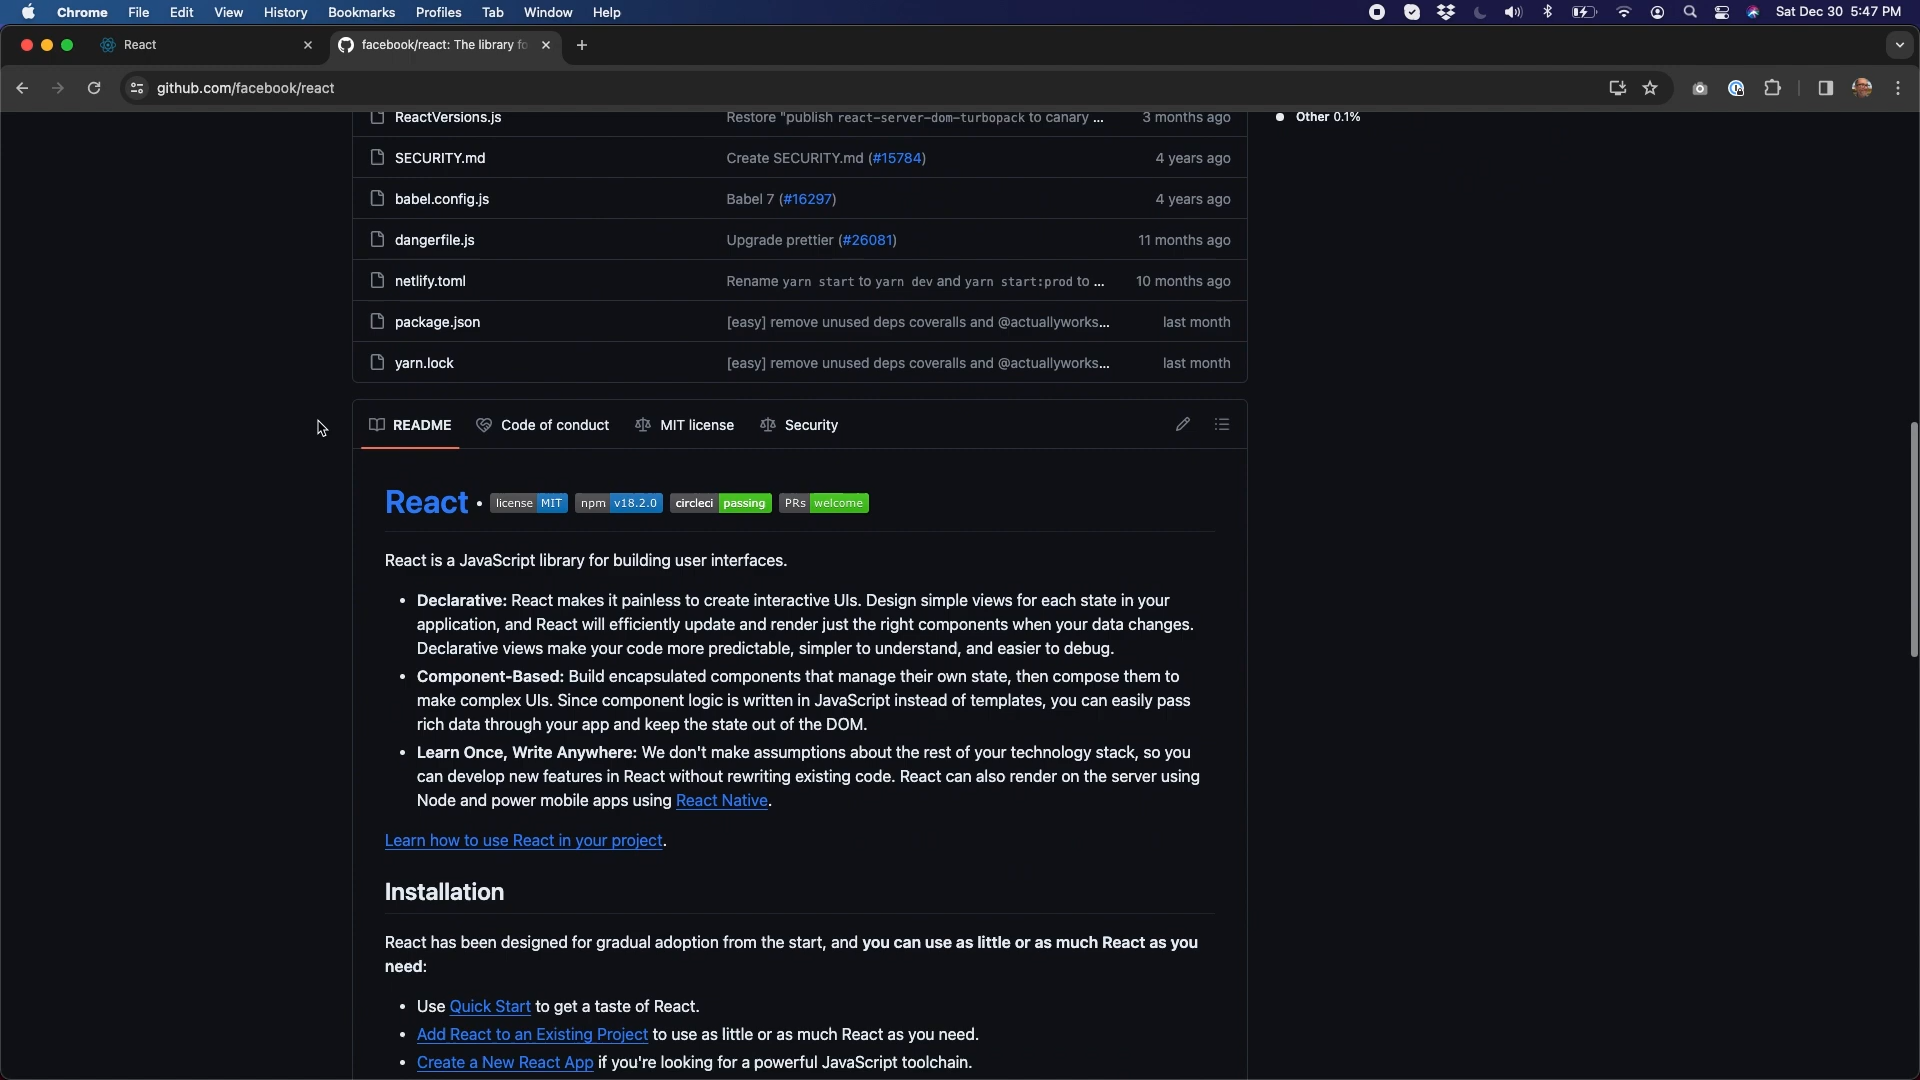 Chrome File Edit View History Bookmarks Profiles Tab Window Help Sat Dec 30 5:47 PM
React facebook/react: The library fo
github.com/facebook/react
ReactVersions.js Restore "publish react-server-dom-turbopack to canary ... 3 months ago Other 0.1%
SECURITY.md Create SECURITY.md (#15784) 4 years ago
babel.config.js Babel 7 (#16297) 4 years ago
dangerfile.js Upgrade prettier (#26081) 11 months ago
netlify.toml Rename yarn start to yarn dev and yarn start:prod to ... 10 months ago
package.json [easy] remove unused deps coveralls and @actuallyworks... last month
yarn.lock [easy] remove unused deps coveralls and @actuallyworks... last month
README Code of conduct MIT license Security
React • license MIT npm v18.2.0 circleci passing PRs welcome
React is a JavaScript library for building user interfaces.
• Declarative: React makes it painless to create interactive UIs. Design simple views for each state in your
application, and React will efficiently update and render just the right components when your data changes.
Declarative views make your code more predictable, simpler to understand, and easier to debug.
• Component-Based: Build encapsulated components that manage their own state, then compose them to
make complex UIs. Since component logic is written in JavaScript instead of templates, you can easily pass
rich data through your app and keep the state out of the DOM.
• Learn Once, Write Anywhere: We don't make assumptions about the rest of your technology stack, so you
can develop new features in React without rewriting existing code. React can also render on the server using
Node and power mobile apps using React Native.
Learn how to use React in your project.
Installation
React has been designed for gradual adoption from the start, and you can use as little or as much React as you
need:
• Use Quick Start to get a taste of React.
• Add React to an Existing Project to use as little or as much React as you need.
• Create a New React App if you're looking for a powerful JavaScript toolchain.